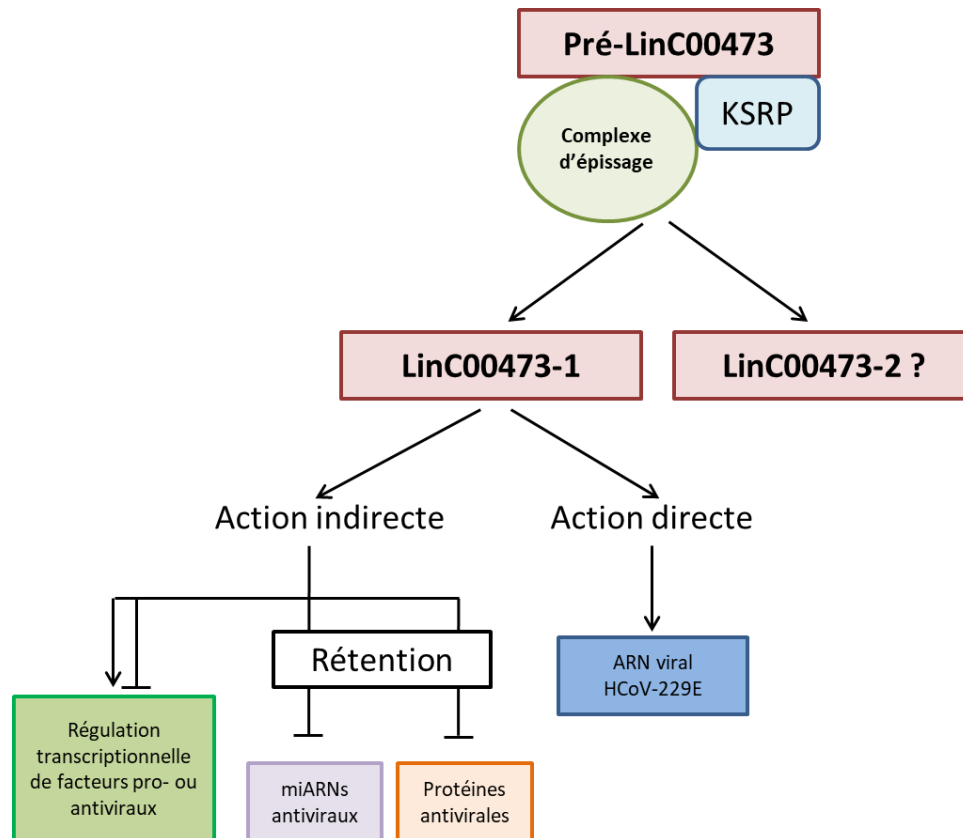 Pré-LinC00473
KSRP
Complexe
d'épissage
LinC00473-1
LinC00473-2 ?
Action indirecte
Action directe
Rétention
ARN viral
HCoV-229E
Régulation
transcriptionnelle
de facteurs pro- ou
antiviraux
miARNs
antiviraux
Protéines
antivirales